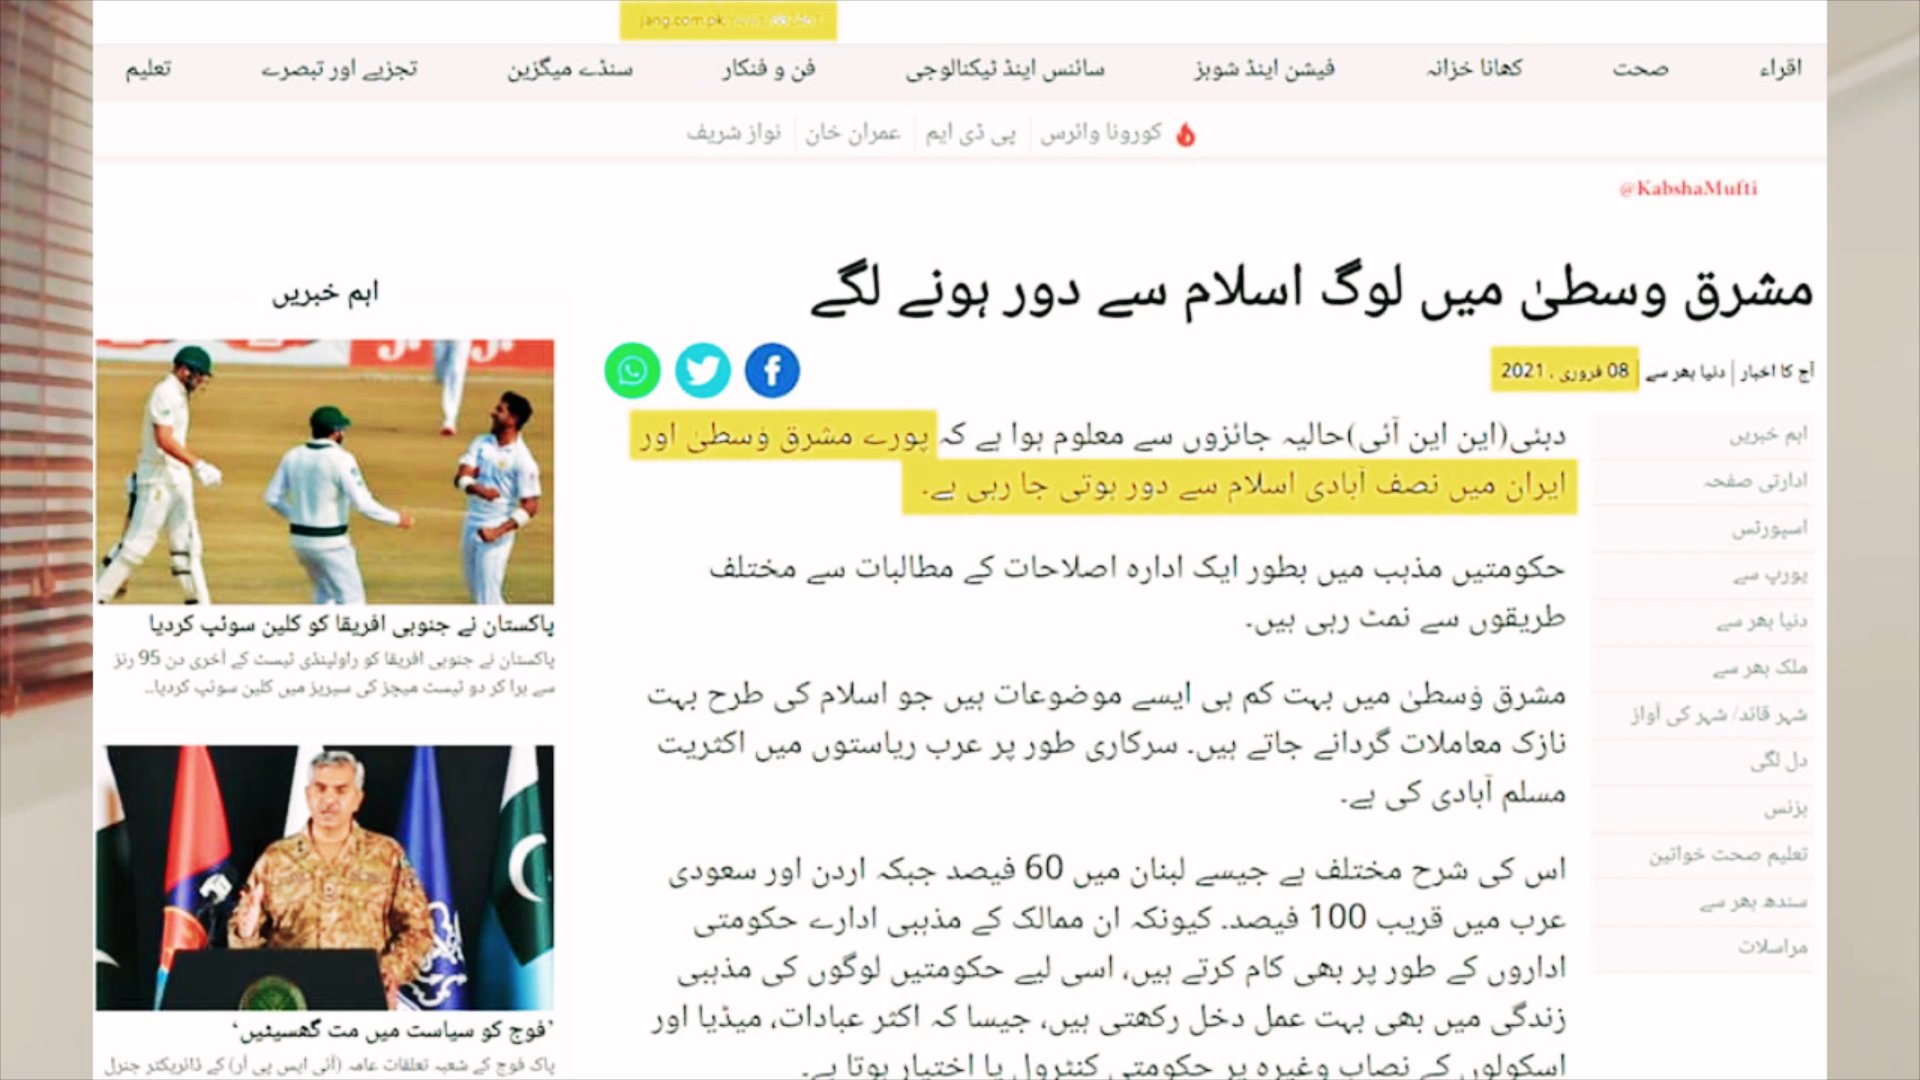 jang.com.pk
اقراء
صحت
کھانا خزانہ
فیشن اینڈ شوبز
سائنس اینڈ ٹیکنالوجی
فن و فنکار
سنڈے میگزین
تجزیے اور تبصرے
تعلیم
کورونا وائرس
پی ڈی ایم
عمران خان
نواز شریف
@KabshaMufti
مشرق وسطیٰ میں لوگ اسلام سے دور ہونے لگے
آج کا اخبار | دنیا بھر سے 08 فروری ، 2021
دبئی(این این آئی)حالیہ جائزوں سے معلوم ہوا ہے کہ پورے مشرق وُسطیٰ اور
ایران میں نصف آبادی اسلام سے دور ہوتی جا رہی ہے۔
حکومتیں مذہب میں بطور ایک ادارہ اصلاحات کے مطالبات سے مختلف
طریقوں سے نمٹ رہی ہیں۔
مشرق وُسطیٰ میں بہت کم ہی ایسے موضوعات ہیں جو اسلام کی طرح بہت
نازک معاملات گردانے جاتے ہیں۔ سرکاری طور پر عرب ریاستوں میں اکثریت
مسلم آبادی کی ہے۔
اس کی شرح مختلف ہے جیسے لبنان میں 60 فیصد جبکہ اردن اور سعودی
عرب میں قریب 100 فیصد۔ کیونکہ ان ممالک کے مذہبی ادارے حکومتی
اداروں کے طور پر بھی کام کرتے ہیں، اسی لیے حکومتیں لوگوں کی مذہبی
زندگی میں بھی بہت عمل دخل رکھتی ہیں، جیسا کہ اکثر عبادات، میڈیا اور
اسکولوں کے نصاب وغیرہ پر حکومتی کنٹرول یا اختیار ہوتا ہے۔
اہم خبریں
ادارتی صفحہ
اسپورٹس
یورپ سے
دنیا بھر سے
ملک بھر سے
شہر قائد/ شہر کی آواز
دل لگی
بزنس
تعلیم صحت خواتین
سندھ بھر سے
مراسلات
اہم خبریں
پاکستان نے جنوبی افریقا کو کلین سوئپ کردیا
پاکستان نے جنوبی افریقا کو راولپنڈی ٹیسٹ کے آخری دن 95 رنز
سے ہرا کر دو ٹیسٹ میچز کی سیریز میں کلین سوئپ کردیا۔۔
’فوج کو سیاست میں مت گھسیٹیں‘
پاک فوج کے شعبہ تعلقات عامہ (آئی ایس پی آر) کے ڈائریکٹر جنرل